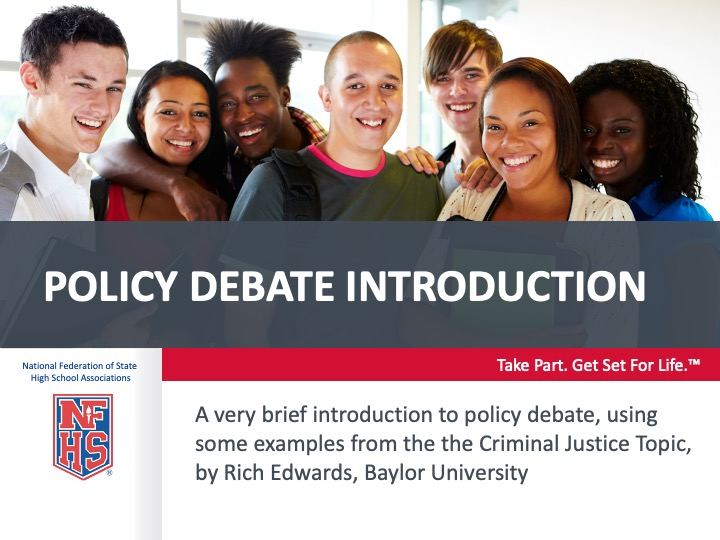 POLICY DEBATE INTRODUCTION
Take Part. Get Set For Life.™
National Federation of State
High School Associations
NF
HS
®
A very brief introduction to policy debate, using
some examples from the the Criminal Justice Topic,
by Rich Edwards, Baylor University